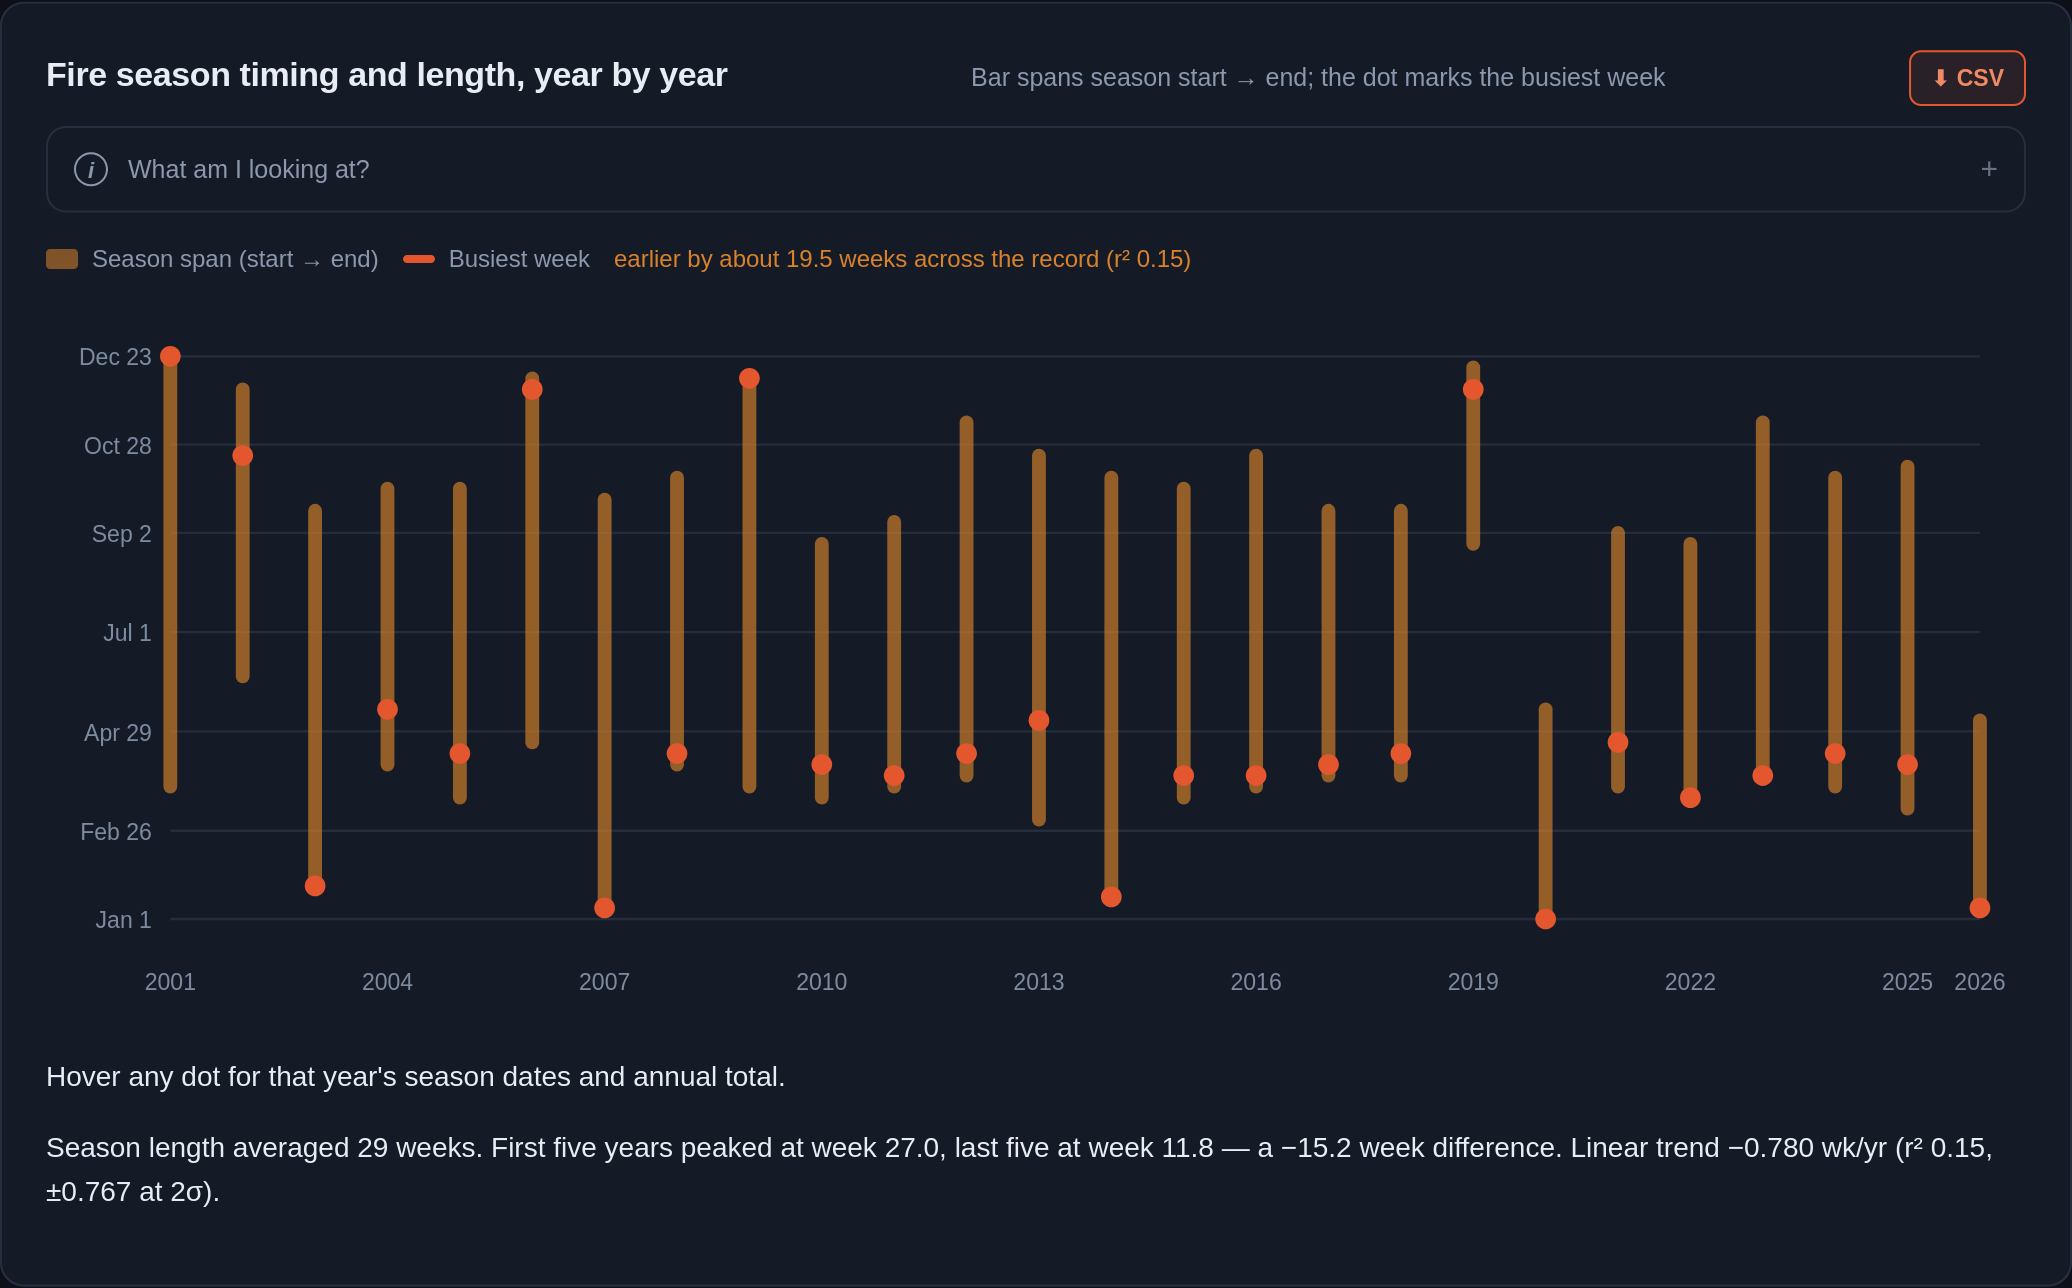 Fire season timing and length, year by year
Bar spans season start → end; the dot marks the busiest week
⬇ CSV
i What am I looking at? +
Season span (start → end) Busiest week earlier by about 19.5 weeks across the record (r² 0.15)
Dec 23
Oct 28
Sep 2
Jul 1
Apr 29
Feb 26
Jan 1
2001 2004 2007 2010 2013 2016 2019 2022 2025 2026
Hover any dot for that year's season dates and annual total.
Season length averaged 29 weeks. First five years peaked at week 27.0, last five at week 11.8 — a −15.2 week difference. Linear trend −0.780 wk/yr (r² 0.15,
±0.767 at 2σ).